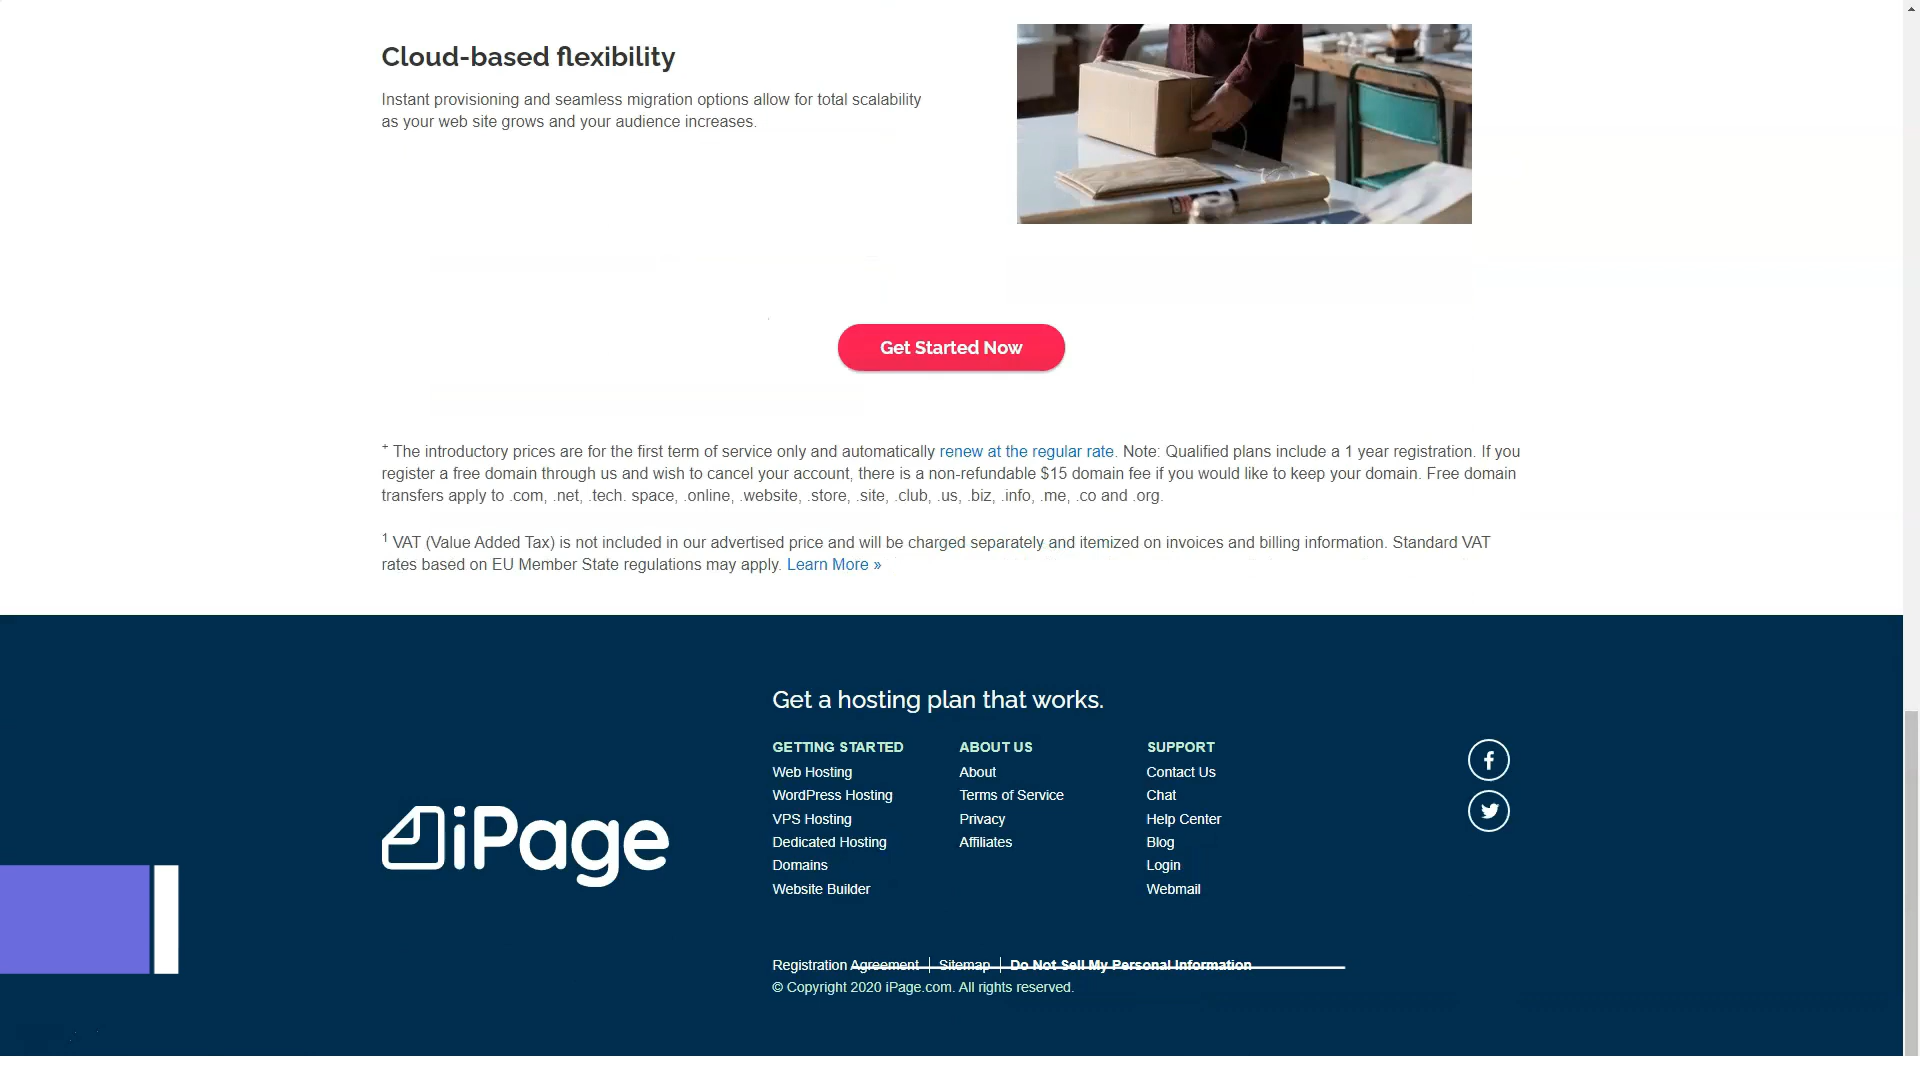 Cloud-based flexibility
Instant provisioning and seamless migration options allow for total scalability
as your web site grows and your audience increases.
Get Started Now
+ The introductory prices are for the first term of service only and automatically renew at the regular rate. Note: Qualified plans include a 1 year registration. If you
register a free domain through us and wish to cancel your account, there is a non-refundable $15 domain fee if you would like to keep your domain. Free domain
transfers apply to .com, .net, .tech. space, .online, .website, .store, .site, .club, .us, .biz, .info, .me, .co and .org.
1 VAT (Value Added Tax) is not included in our advertised price and will be charged separately and itemized on invoices and billing information. Standard VAT
rates based on EU Member State regulations may apply. Learn More »
iPage
Get a hosting plan that works.
GETTING STARTED
Web Hosting
WordPress Hosting
VPS Hosting
Dedicated Hosting
Domains
Website Builder
ABOUT US
About
Terms of Service
Privacy
Affiliates
SUPPORT
Contact Us
Chat
Help Center
Blog
Login
Webmail
Registration Agreement | Sitemap | Do Not Sell My Personal Information
© Copyright 2020 iPage.com. All rights reserved.